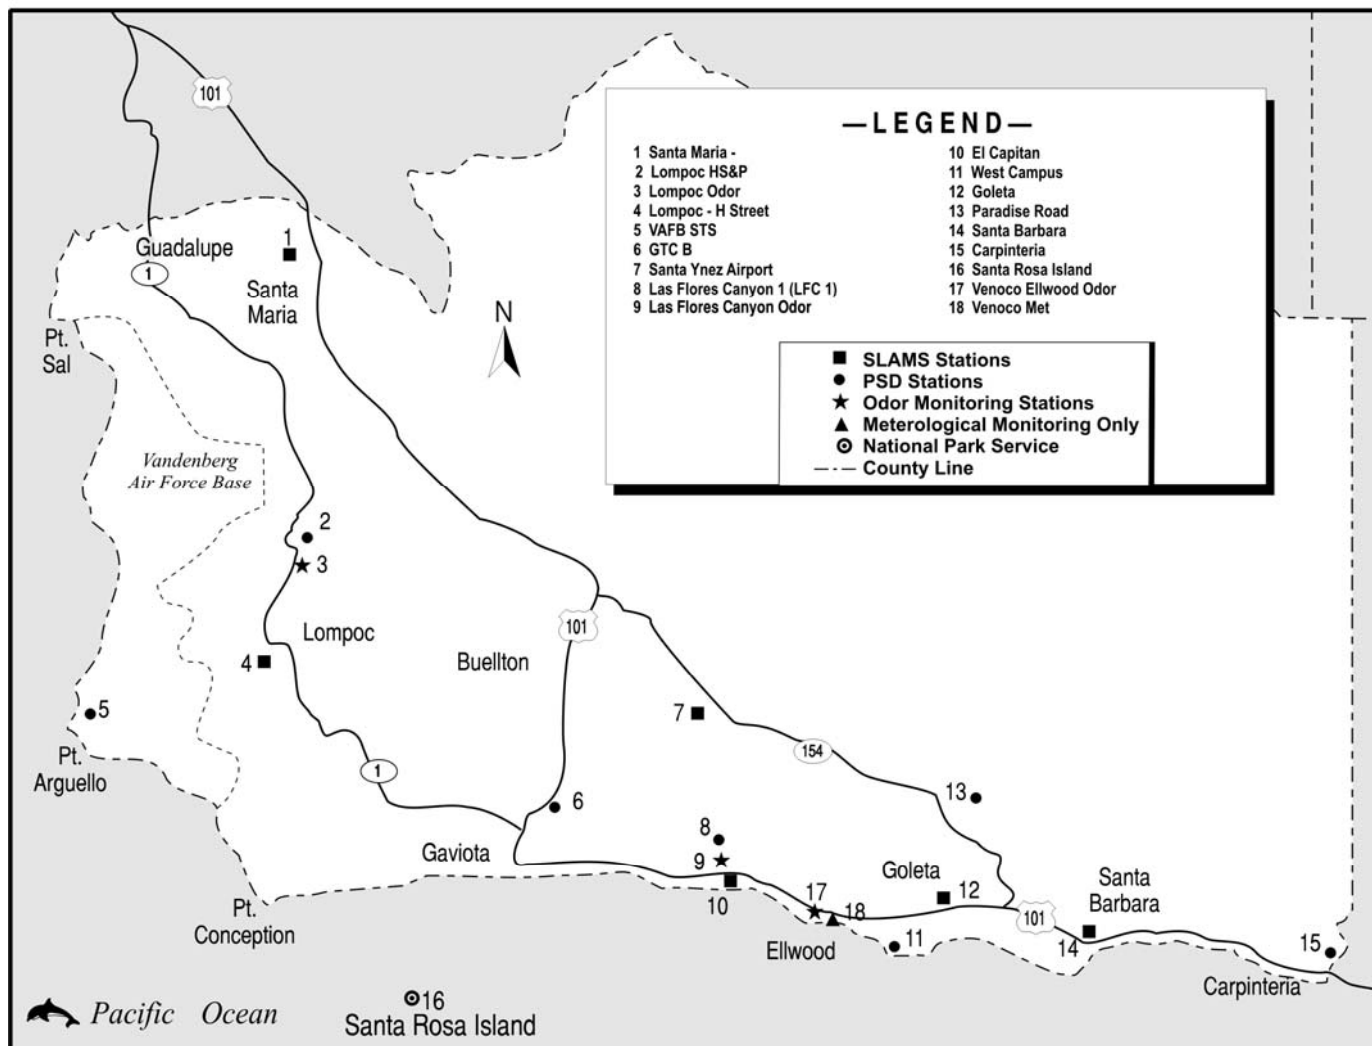 101
— LEGEND —
1 Santa Maria -
2 Lompoc HS&P
3 Lompoc Odor
4 Lompoc - H Street
5 VAFB STS
6 GTC B
7 Santa Ynez Airport
8 Las Flores Canyon 1 (LFC 1)
9 Las Flores Canyon Odor
10 El Capitan
11 West Campus
12 Goleta
13 Paradise Road
14 Santa Barbara
15 Carpinteria
16 Santa Rosa Island
17 Venoco Ellwood Odor
18 Venoco Met
SLAMS Stations
PSD Stations
Odor Monitoring Stations
Meterological Monitoring Only
National Park Service
County Line
Guadalupe
1
1
Santa
Maria
N
Pt.
Sal
Vandenberg
Air Force Base
2
3
Lompoc
101
Buellton
4
5
7
Pt.
Arguello
1
154
6
13
8
Gaviota
9
Goleta
Santa
Barbara
10
17
18
12
101
Pt.
Conception
Ellwood
11
14
15
Carpinteria
16
Pacific Ocean
Santa Rosa Island